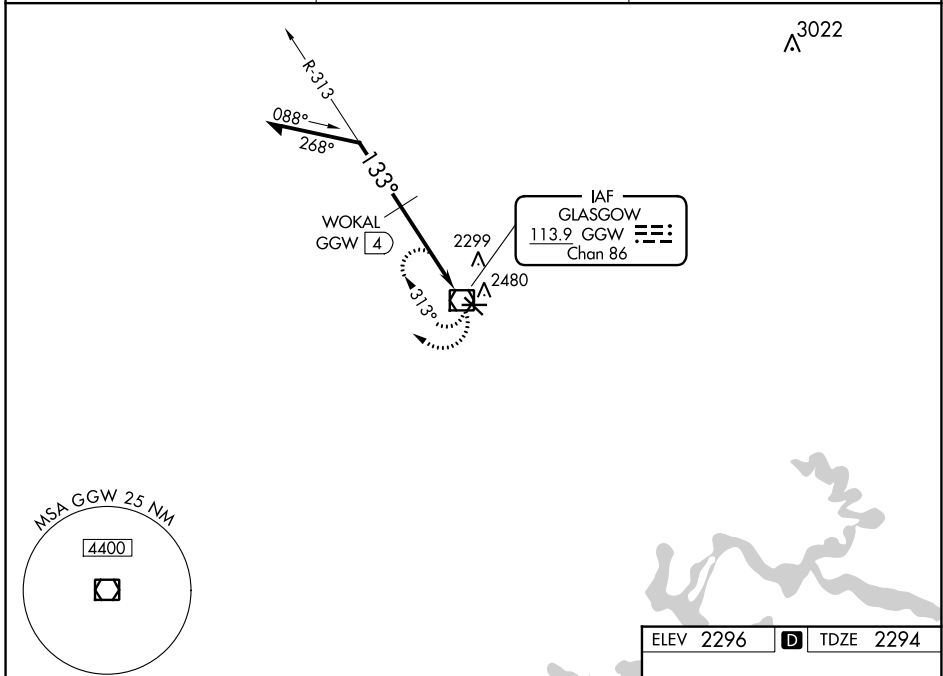 3022
R-313
088°
268°
133°
IAF
GLASGOW
113.9 GGW
Chan 86
WOKAL
GGW 4
2299
2480
313°
MSA GGW 25 NM
4400
ELEV 2296 D TDZE 2294